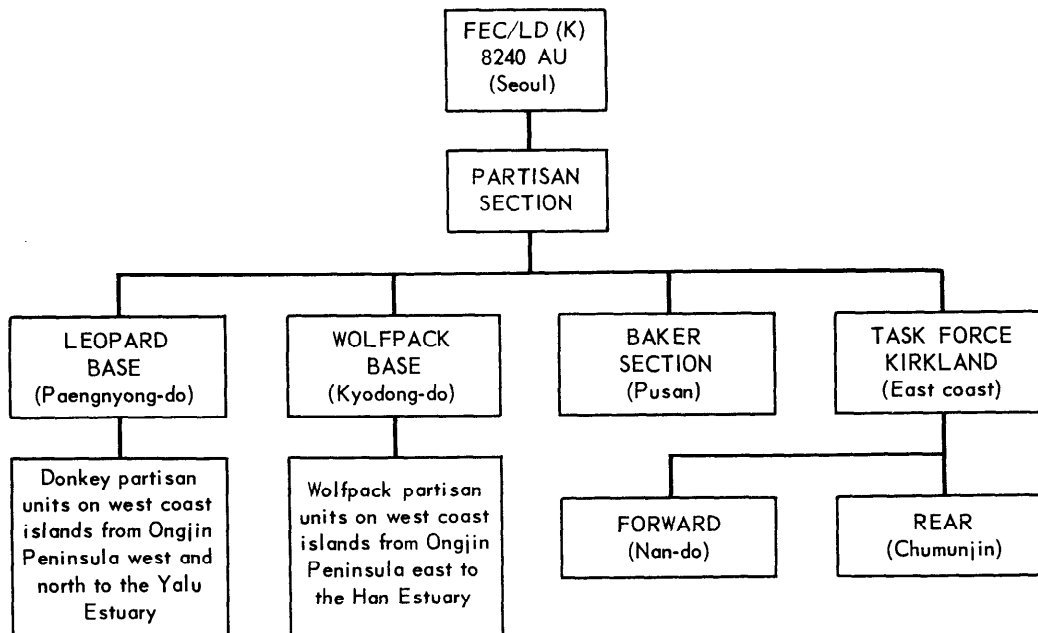 FEC/LD (K)
8240 AU
(Seoul)
PARTISAN
SECTION
LEOPARD
BASE
(Paengnyong-do)
WOLFPACK
BASE
(Kyodong-do)
BAKER
SECTION
(Pusan)
TASK FORCE
KIRKLAND
(East coast)
Donkey partisan
units on west coast
islands from Ongjin
Peninsula west and
north to the Yalu
Estuary
Wolfpack partisan
units on west coast
islands from Ongjin
Peninsula east to
the Han Estuary
FORWARD
(Nan-do)
REAR
(Chumunjin)